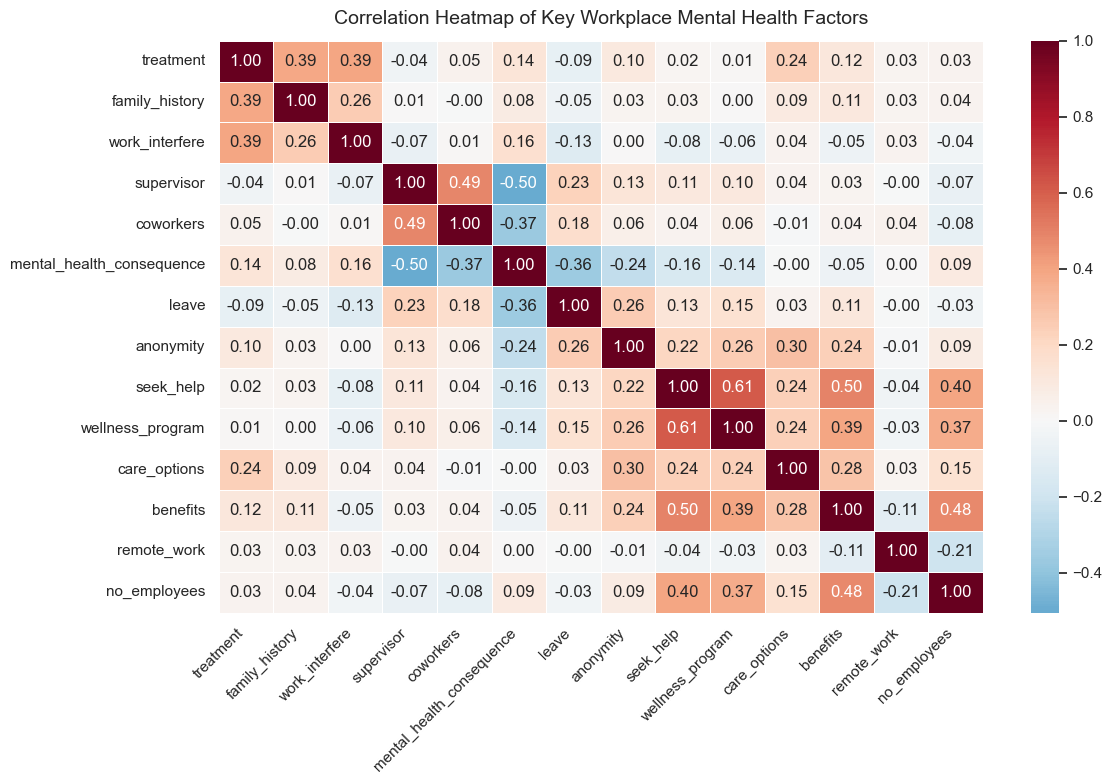 Correlation Heatmap of Key Workplace Mental Health Factors
treatment 1.00 0.39 0.39 -0.04 0.05 0.14 -0.09 0.10 0.02 0.01 0.24 0.12 0.03 0.03
family_history 0.39 1.00 0.26 0.01 -0.00 0.08 -0.05 0.03 0.03 0.00 0.09 0.11 0.03 0.04
work_interfere 0.39 0.26 1.00 -0.07 0.01 0.16 -0.13 0.00 -0.08 -0.06 0.04 -0.05 0.03 -0.04
supervisor -0.04 0.01 -0.07 1.00 0.49 -0.50 0.23 0.13 0.11 0.10 0.04 0.03 -0.00 -0.07
coworkers 0.05 -0.00 0.01 0.49 1.00 -0.37 0.18 0.06 0.04 0.06 -0.01 0.04 0.04 -0.08
mental_health_consequence 0.14 0.08 0.16 -0.50 -0.37 1.00 -0.36 -0.24 -0.16 -0.14 -0.00 -0.05 0.00 0.09
leave -0.09 -0.05 -0.13 0.23 0.18 -0.36 1.00 0.26 0.13 0.15 0.03 0.11 -0.00 -0.03
anonymity 0.10 0.03 0.00 0.13 0.06 -0.24 0.26 1.00 0.22 0.26 0.30 0.24 -0.01 0.09
seek_help 0.02 0.03 -0.08 0.11 0.04 -0.16 0.13 0.22 1.00 0.61 0.24 0.50 -0.04 0.40
wellness_program 0.01 0.00 -0.06 0.10 0.06 -0.14 0.15 0.26 0.61 1.00 0.24 0.39 -0.03 0.37
care_options 0.24 0.09 0.04 0.04 -0.01 -0.00 0.03 0.30 0.24 0.24 1.00 0.28 0.03 0.15
benefits 0.12 0.11 -0.05 0.03 0.04 -0.05 0.11 0.24 0.50 0.39 0.28 1.00 -0.11 0.48
remote_work 0.03 0.03 0.03 -0.00 0.04 0.00 -0.00 -0.01 -0.04 -0.03 0.03 -0.11 1.00 -0.21
no_employees 0.03 0.04 -0.04 -0.07 -0.08 0.09 -0.03 0.09 0.40 0.37 0.15 0.48 -0.21 1.00
treatment
family_history
work_interfere
supervisor
coworkers
mental_health_consequence
leave
anonymity
seek_help
wellness_program
care_options
benefits
remote_work
no_employees
1.0
0.8
0.6
0.4
0.2
0.0
−0.2
−0.4